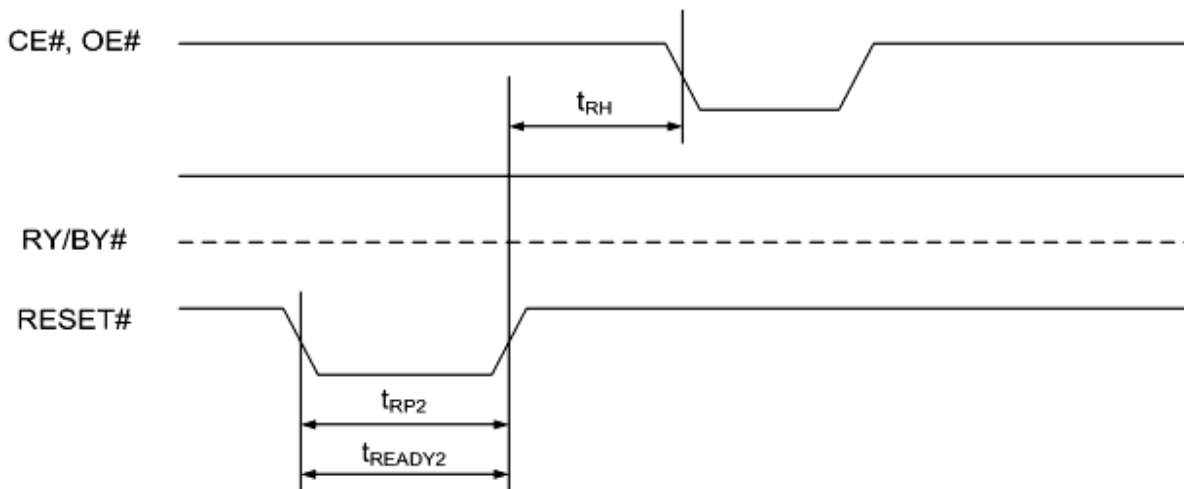 CE#, OE#
tRH
RY/BY#
RESET#
tRP2
tREADY2